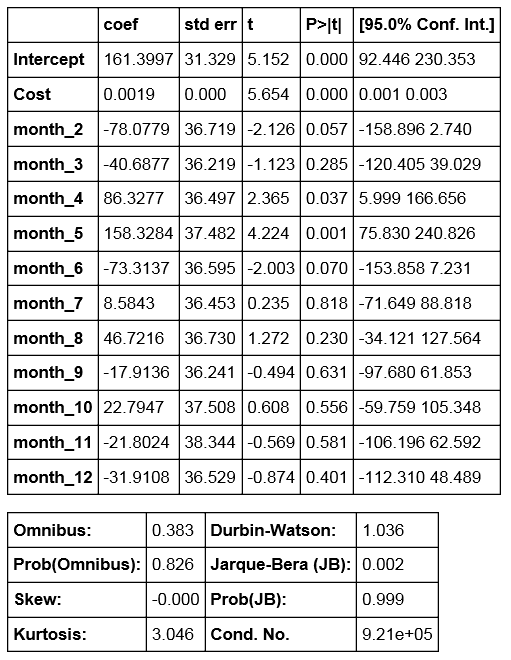 coef std err t P>|t| [95.0% Conf. Int.]
Intercept 161.3997 31.329 5.152 0.000 92.446 230.353
Cost 0.0019 0.000 5.654 0.000 0.001 0.003
month_2 -78.0779 36.719 -2.126 0.057 -158.896 2.740
month_3 -40.6877 36.219 -1.123 0.285 -120.405 39.029
month_4 86.3277 36.497 2.365 0.037 5.999 166.656
month_5 158.3284 37.482 4.224 0.001 75.830 240.826
month_6 -73.3137 36.595 -2.003 0.070 -153.858 7.231
month_7 8.5843 36.453 0.235 0.818 -71.649 88.818
month_8 46.7216 36.730 1.272 0.230 -34.121 127.564
month_9 -17.9136 36.241 -0.494 0.631 -97.680 61.853
month_10 22.7947 37.508 0.608 0.556 -59.759 105.348
month_11 -21.8024 38.344 -0.569 0.581 -106.196 62.592
month_12 -31.9108 36.529 -0.874 0.401 -112.310 48.489
Omnibus: 0.383 Durbin-Watson: 1.036
Prob(Omnibus): 0.826 Jarque-Bera (JB): 0.002
Skew: -0.000 Prob(JB): 0.999
Kurtosis: 3.046 Cond. No. 9.21e+05